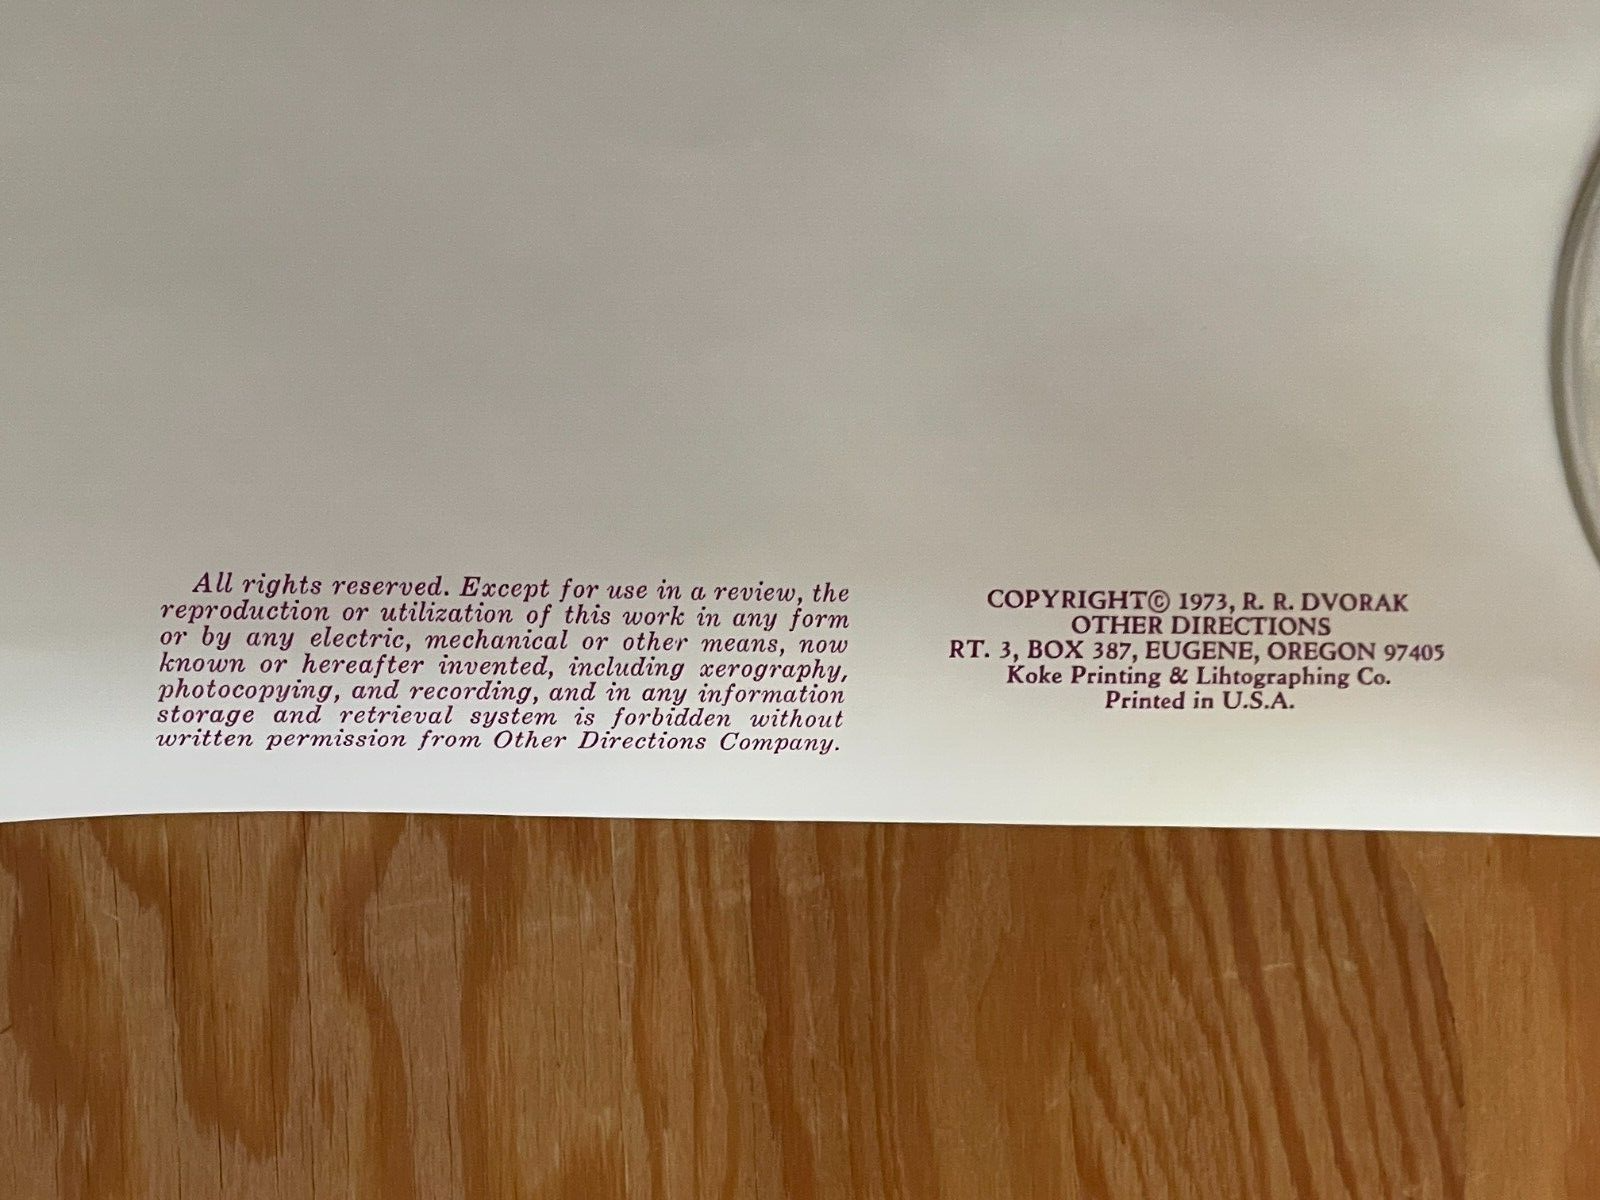 All rights reserved. Except for use in a review, the
reproduction or utilization of this work in any form
or by any electric, mechanical or other means, now
known or hereafter invented, including xerography,
photocopying, and recording, and in any information
storage and retrieval system is forbidden without
written permission from Other Directions Company.
COPYRIGHT© 1973, R. R. DVORAK
OTHER DIRECTIONS
RT. 3, BOX 387, EUGENE, OREGON 97405
Koke Printing & Lihtographing Co.
Printed in U.S.A.